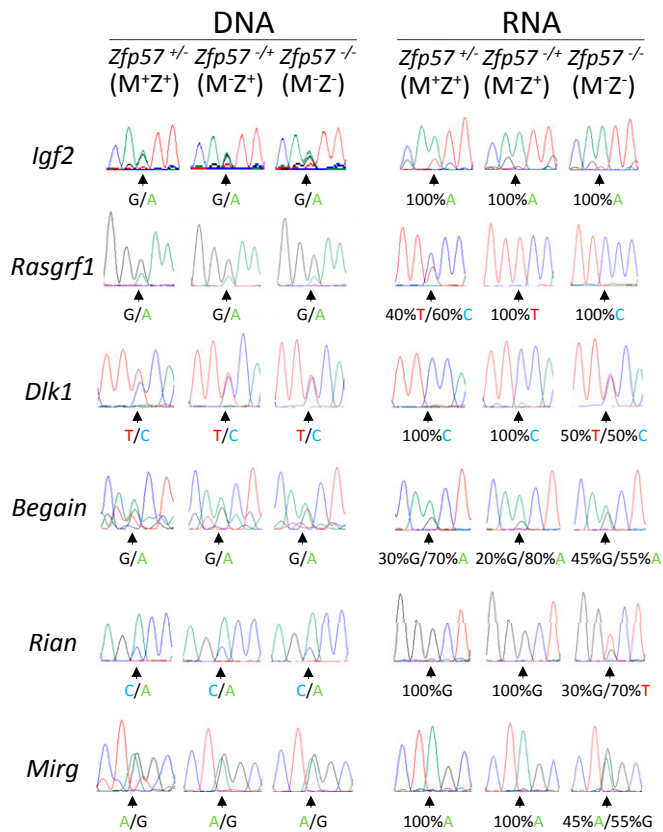 DNA RNA
Zfp57 +/- Zfp57 -/+ Zfp57 -/- Zfp57 +/- Zfp57 -/+ Zfp57 -/-
(M+Z+) (M-Z+) (M-Z-) (M+Z+) (M-Z+) (M-Z-)
Igf2
G/A G/A G/A 100%A 100%A 100%A
Rasgrf1
G/A G/A G/A 40%T/60%C 100%T 100%C
Dlk1
T/C T/C T/C 100%C 100%C 50%T/50%C
Begain
G/A G/A G/A 30%G/70%A 20%G/80%A 45%G/55%A
Rian
C/A C/A C/A 100%G 100%G 30%G/70%T
Mirg
A/G A/G A/G 100%A 100%A 45%A/55%G